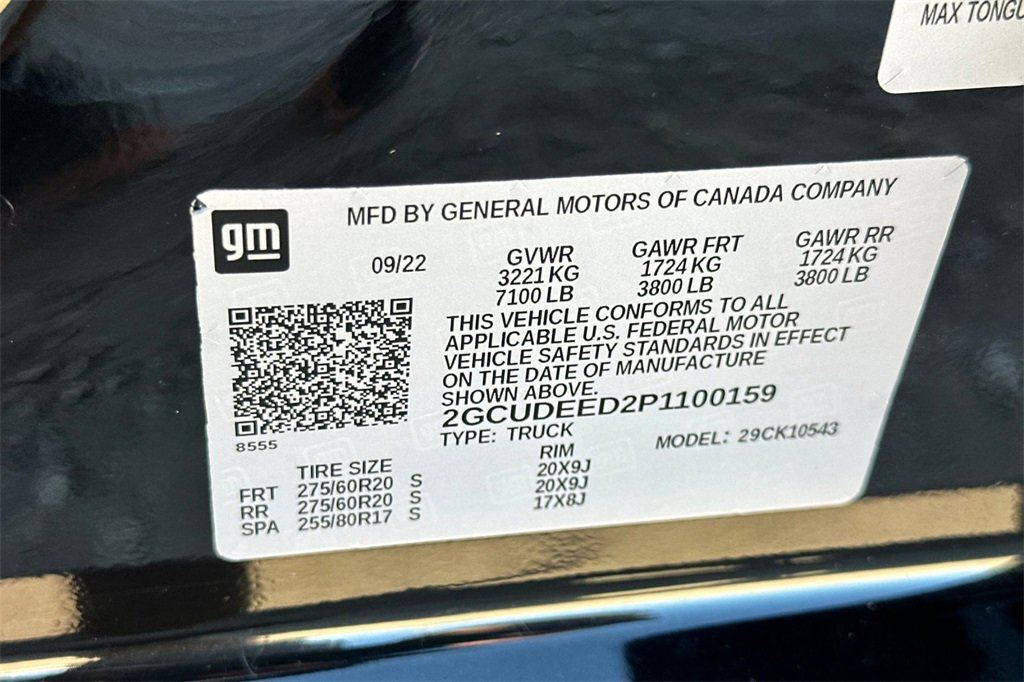 MAX TONGU
gm
MFD BY GENERAL MOTORS OF CANADA COMPANY
09/22
GVWR
3221 KG
7100 LB
GAWR FRT
1724 KG
3800 LB
GAWR RR
1724 KG
3800 LB
THIS VEHICLE CONFORMS TO ALL
APPLICABLE U.S. FEDERAL MOTOR
VEHICLE SAFETY STANDARDS IN EFFECT
ON THE DATE OF MANUFACTURE
SHOWN ABOVE.
2GCUDEED2P1100159
8555
TYPE: TRUCK
MODEL: 29CK10543
TIRE SIZE RIM
FRT 275/60R20 S 20X9J
RR 275/60R20 S 20X9J
SPA 255/80R17 S 17X8J